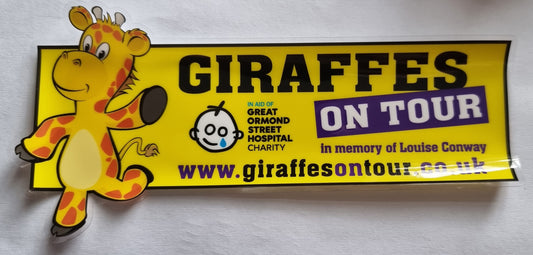 GIRAFFES
ON TOUR
IN AID OF
GREAT
ORMOND
STREET
HOSPITAL
CHARITY
in memory of Louise Conway
www.giraffesontour.co.uk